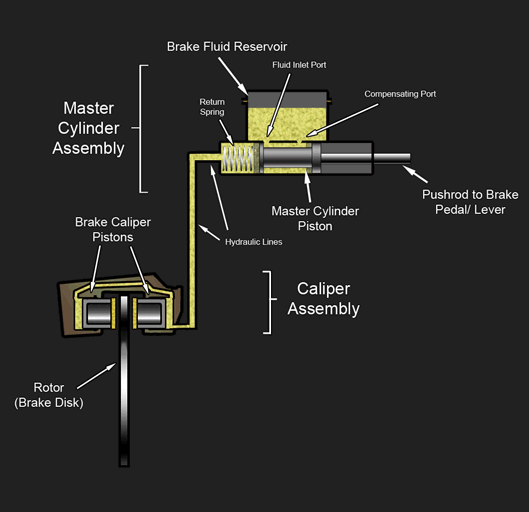 Brake Fluid Reservoir
Fluid Inlet Port
Return
Spring
Compensating Port
Master
Cylinder
Assembly
Pushrod to Brake
Pedal/ Lever
Master Cylinder
Piston
Brake Caliper
Pistons
Hydraulic Lines
Caliper
Assembly
Rotor
(Brake Disk)